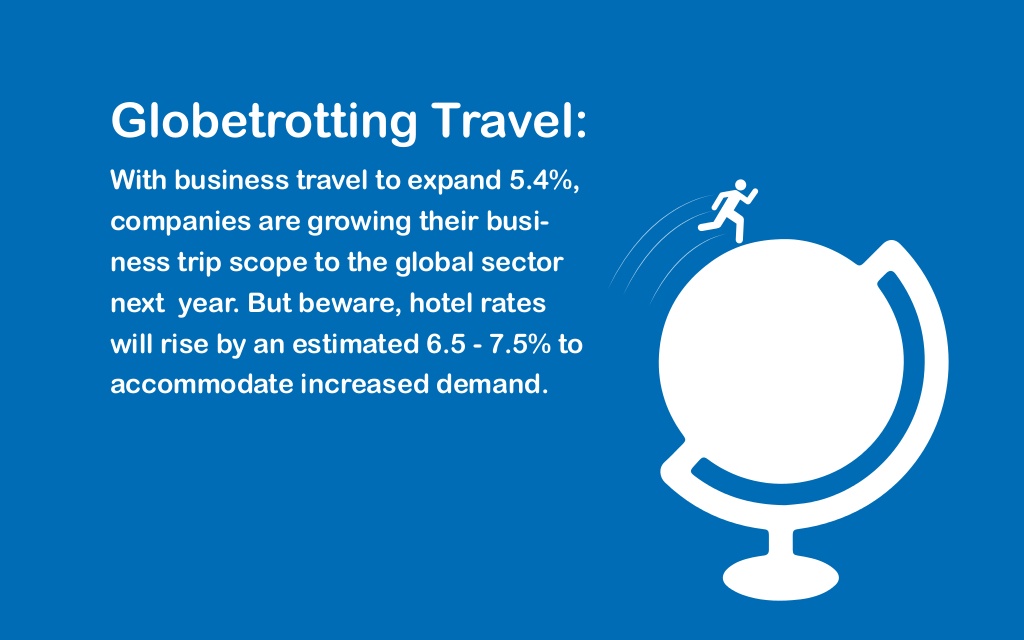 Globetrotting Travel:
With business travel to expand 5.4%,
companies are growing their busi-
ness trip scope to the global sector
next  year. But beware, hotel rates
will rise by an estimated 6.5 - 7.5% to
accommodate increased demand.